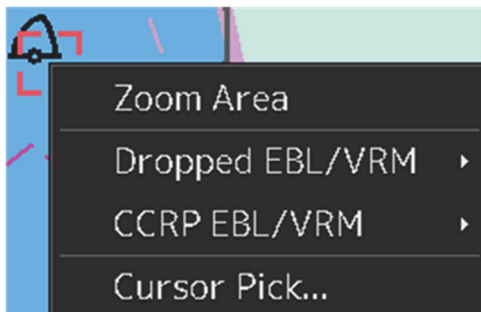 Zoom Area
Dropped EBL/VRM
CCRP EBL/VRM
Cursor Pick...